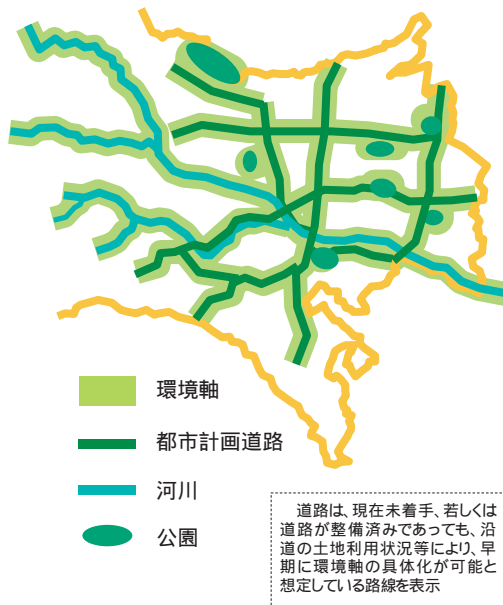 環境軸
都市計画道路
河川
公園
道路は、現在未着手、若しくは
道路が整備済みであっても、沿
道の土地利用状況等により、早
期に環境軸の具体化が可能と
想定している路線を表示